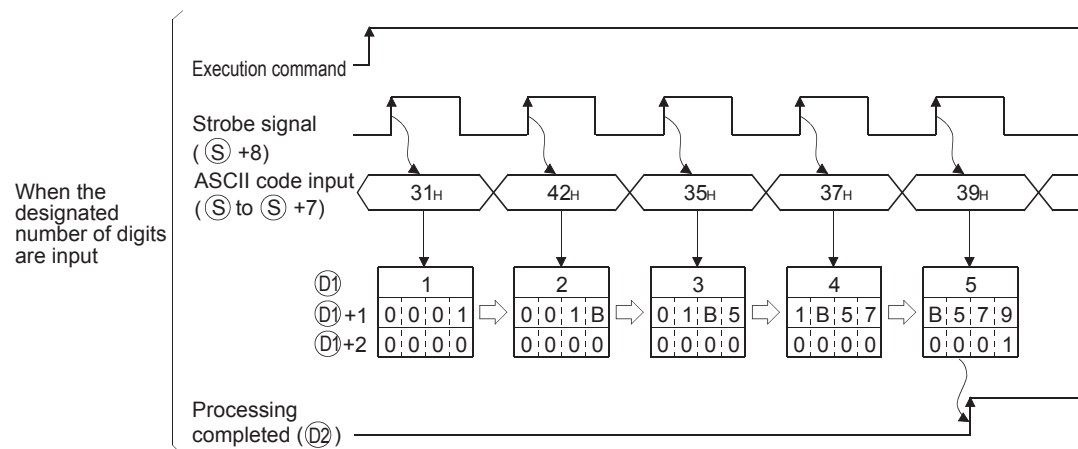 Execution command
Strobe signal
( Ⓢ +8)
ASCII code input
( Ⓢ to Ⓢ +7)
31H 42H 35H 37H 39H
When the
designated
number of digits
are input
D1 1 2 3 4 5
D1+1 0 0 0 1 0 0 1 B 0 1 B 5 1 B 5 7 B 5 7 9
D1+2 0 0 0 0 0 0 0 0 0 0 0 0 0 0 0 0 0 0 0 1
Processing
completed ( D2 )